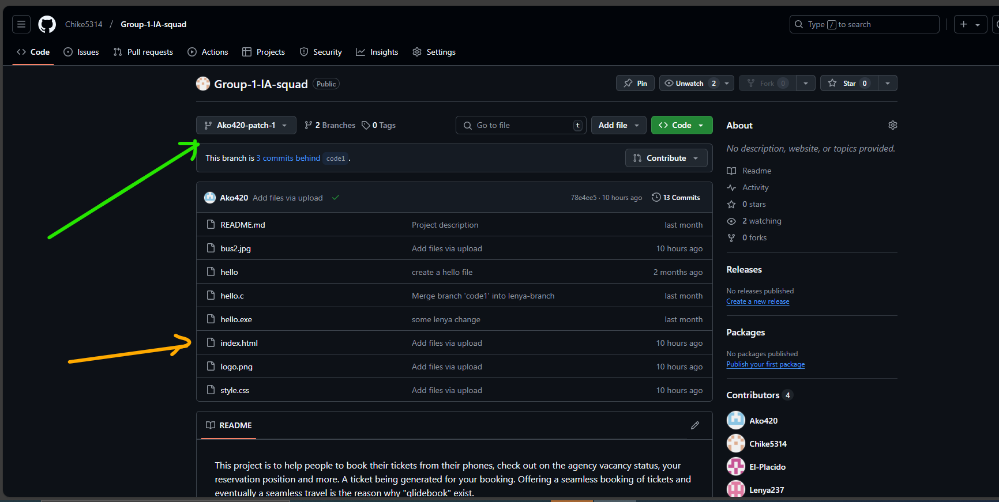 Chike5314 / Group-1-IA-squad
Type / to search
Code Issues Pull requests Actions Projects Security Insights Settings
Group-1-IA-squad Public
Pin Unwatch 2 Fork 0 Star 0
Ako420-patch-1 2 Branches 0 Tags Go to file t Add file Code
This branch is 3 commits behind code1 .
Contribute
Ako420 Add files via upload 78e4ee5 · 10 hours ago 13 Commits
README.md Project description last month
bus2.jpg Add files via upload 10 hours ago
hello create a hello file 2 months ago
hello.c Merge branch 'code1' into lenya-branch last month
hello.exe some lenya change last month
index.html Add files via upload 10 hours ago
logo.png Add files via upload 10 hours ago
style.css Add files via upload 10 hours ago
README
This project is to help people to book their tickets from their phones, check out on the agency vacancy status, your
reservation position and more. A ticket being generated for your booking. Offering a seamless booking of tickets and
eventually a seamless travel is the reason why "glidebook" exist.
About
No description, website, or topics provided.
Readme
Activity
0 stars
2 watching
0 forks
Releases
No releases published
Create a new release
Packages
No packages published
Publish your first package
Contributors 4
Ako420
Chike5314
El-Placido
Lenya237